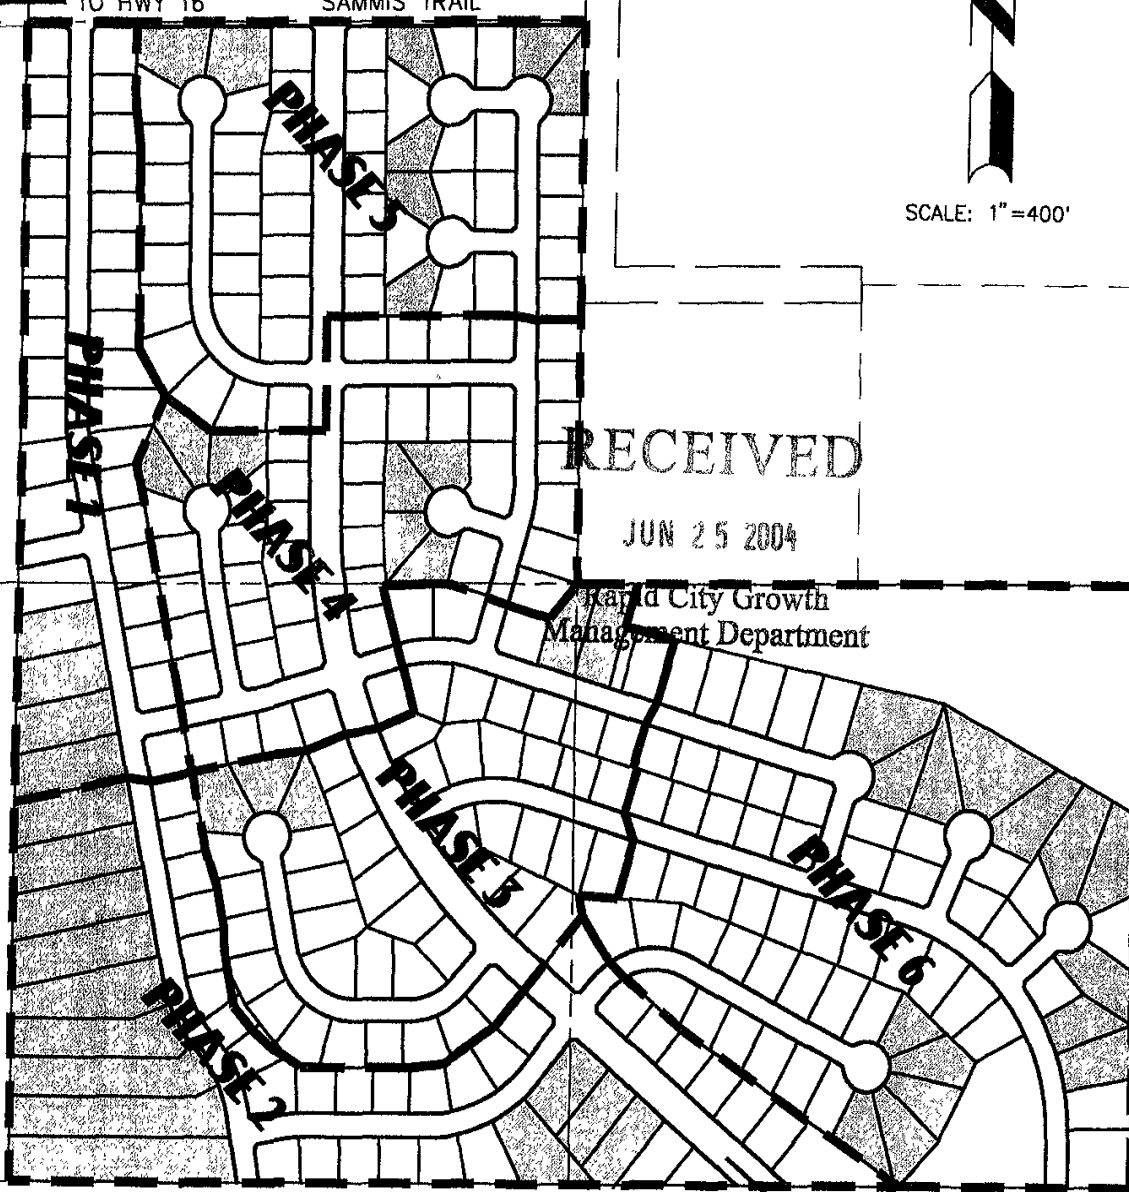 TO HWY 16
SAMMIS TRAIL
PHASE 5
SCALE: 1"=400'
PHASE 1
RECEIVED
JUN 25 2004
PHASE 4
Rapid City Growth
Management Department
PHASE 3
PHASE 6
PHASE 2